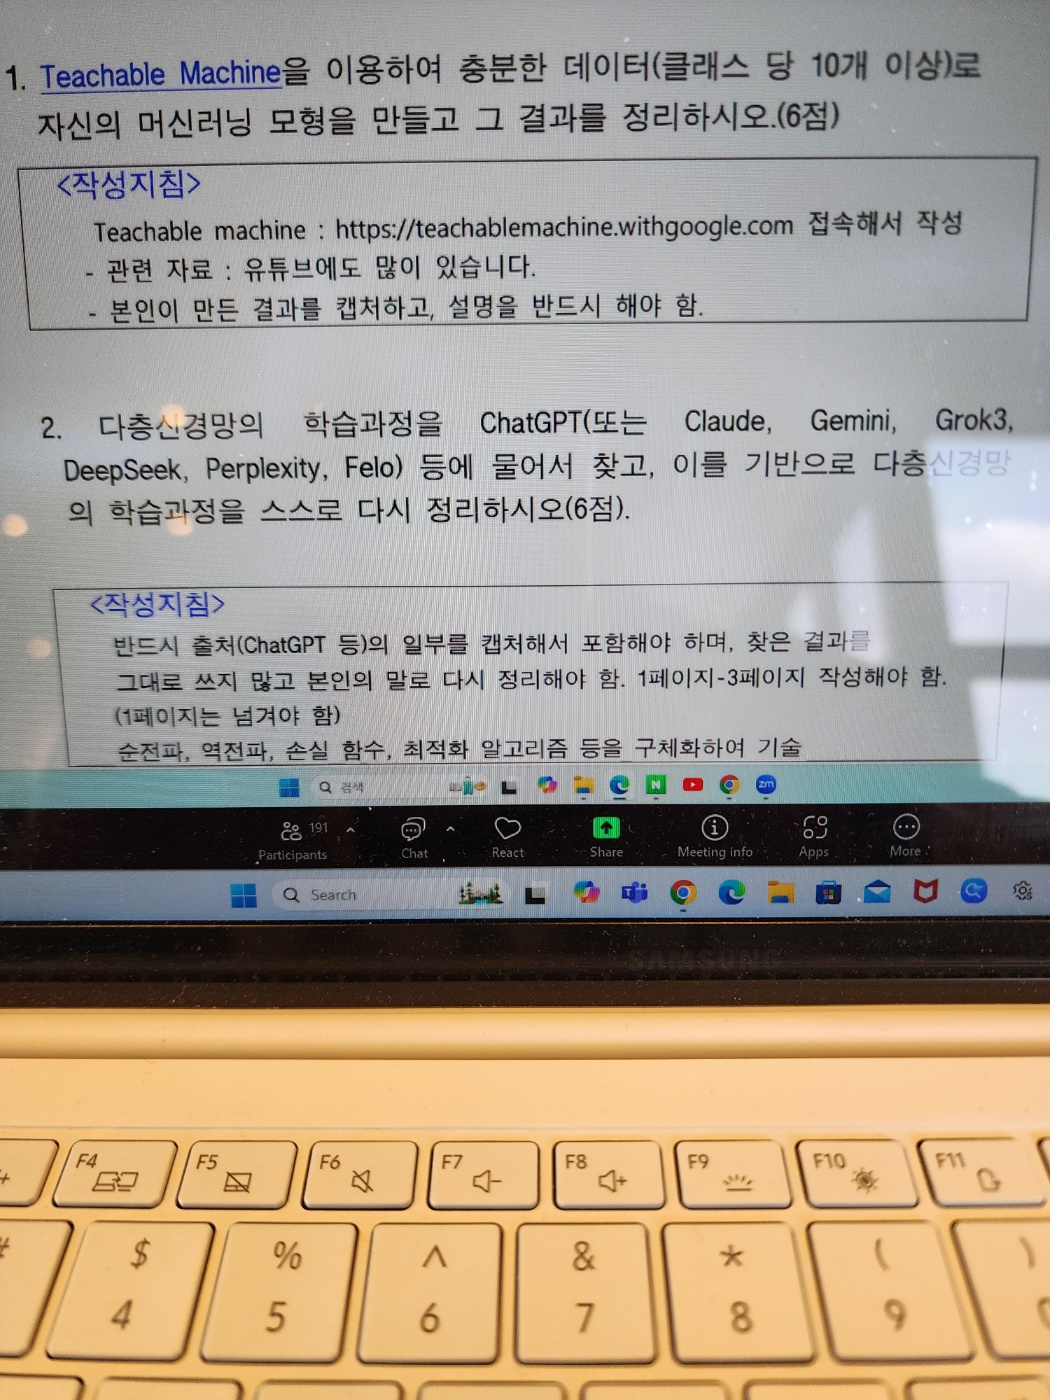 1. Teachable Machine을 이용하여 충분한 데이터(클래스 당 10개 이상)로
자신의 머신러닝 모형을 만들고 그 결과를 정리하시오.(6점)
<작성지침>
Teachable machine : https://teachablemachine.withgoogle.com 접속해서 작성
- 관련 자료 : 유튜브에도 많이 있습니다.
- 본인이 만든 결과를 캡처하고, 설명을 반드시 해야 함.
2. 다층신경망의 학습과정을 ChatGPT(또는 Claude, Gemini, Grok3,
DeepSeek, Perplexity, Felo) 등에 물어서 찾고, 이를 기반으로 다층신경망
의 학습과정을 스스로 다시 정리하시오(6점).
<작성지침>
반드시 출처(ChatGPT 등)의 일부를 캡처해서 포함해야 하며, 찾은 결과를
그대로 쓰지 많고 본인의 말로 다시 정리해야 함. 1페이지-3페이지 작성해야 함.
(1페이지는 넘겨야 함)
순전파, 역전파, 손실 함수, 최적화 알고리즘 등을 구체화하여 기술
검색
N
zm
191
Participants Chat React Share Meeting info Apps More
Search
SAMSUNG
F4 F5 F6 F7 F8 F9 F10 F11
$ % ^ & * ( )
4 5 6 7 8 9